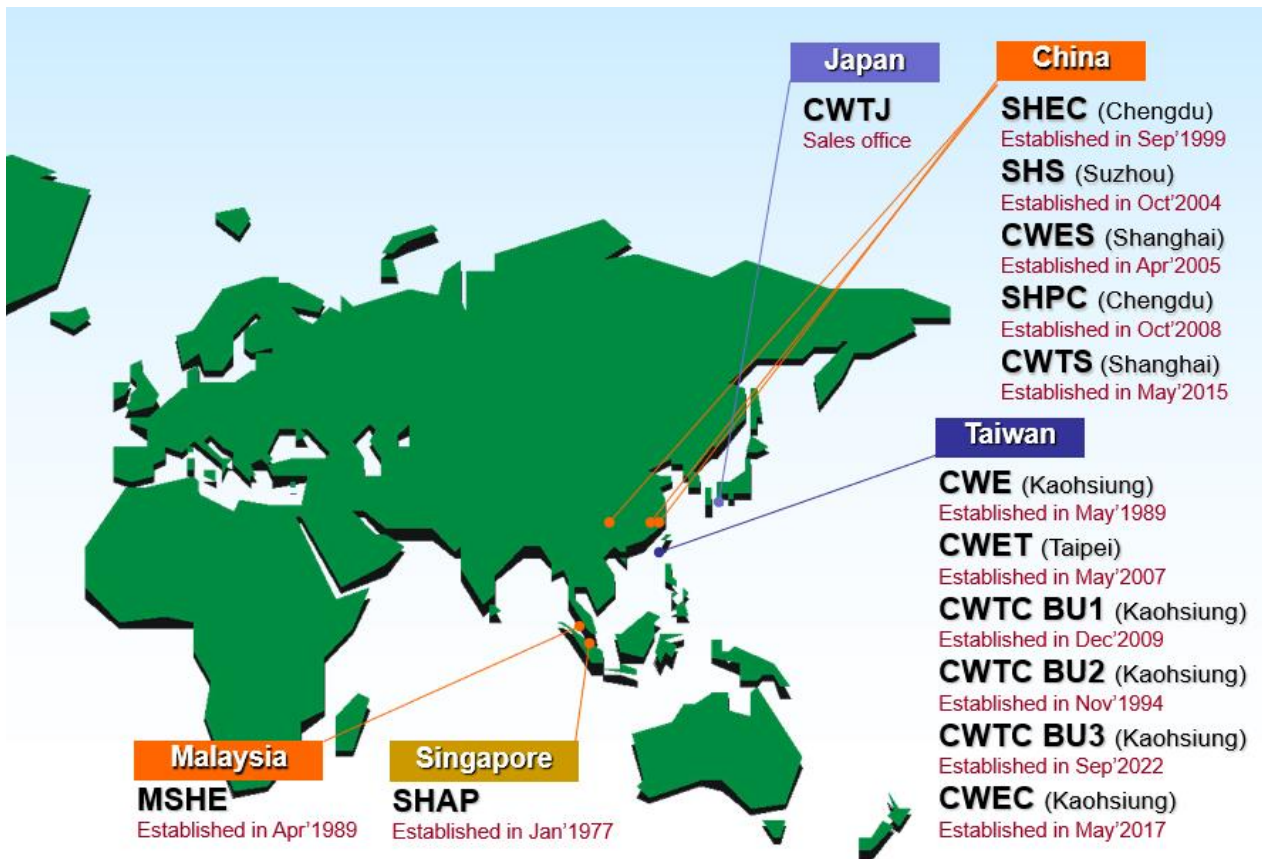 Japan
CWTJ
Sales office
China
SHEC (Chengdu)
Established in Sep'1999
SHS (Suzhou)
Established in Oct'2004
CWES (Shanghai)
Established in Apr'2005
SHPC (Chengdu)
Established in Oct'2008
CWTS (Shanghai)
Established in May'2015
Taiwan
CWE (Kaohsiung)
Established in May'1989
CWET (Taipei)
Established in May'2007
CWTC BU1 (Kaohsiung)
Established in Dec'2009
CWTC BU2 (Kaohsiung)
Established in Nov'1994
CWTC BU3 (Kaohsiung)
Established in Sep'2022
CWEC (Kaohsiung)
Established in May'2017
Malaysia
MSHE
Established in Apr'1989
Singapore
SHAP
Established in Jan'1977